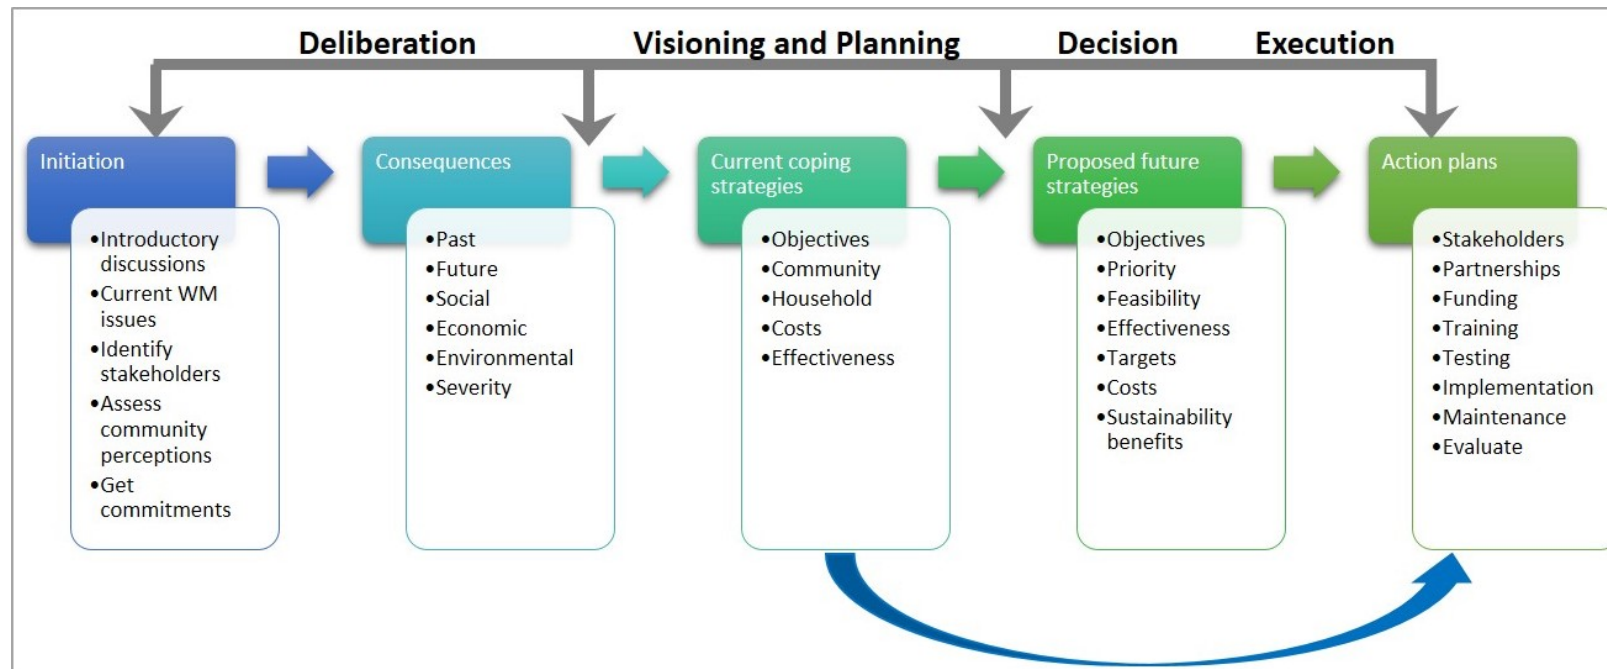 Deliberation Visioning and Planning Decision Execution
Initiation
•Introductory
discussions
•Current WM
issues
•Identify
stakeholders
•Assess
community
perceptions
•Get
commitments
Consequences
•Past
•Future
•Social
•Economic
•Environmental
•Severity
Current coping
strategies
•Objectives
•Community
•Household
•Costs
•Effectiveness
Proposed future
strategies
•Objectives
•Priority
•Feasibility
•Effectiveness
•Targets
•Costs
•Sustainability
benefits
Action plans
•Stakeholders
•Partnerships
•Funding
•Training
•Testing
•Implementation
•Maintenance
•Evaluate